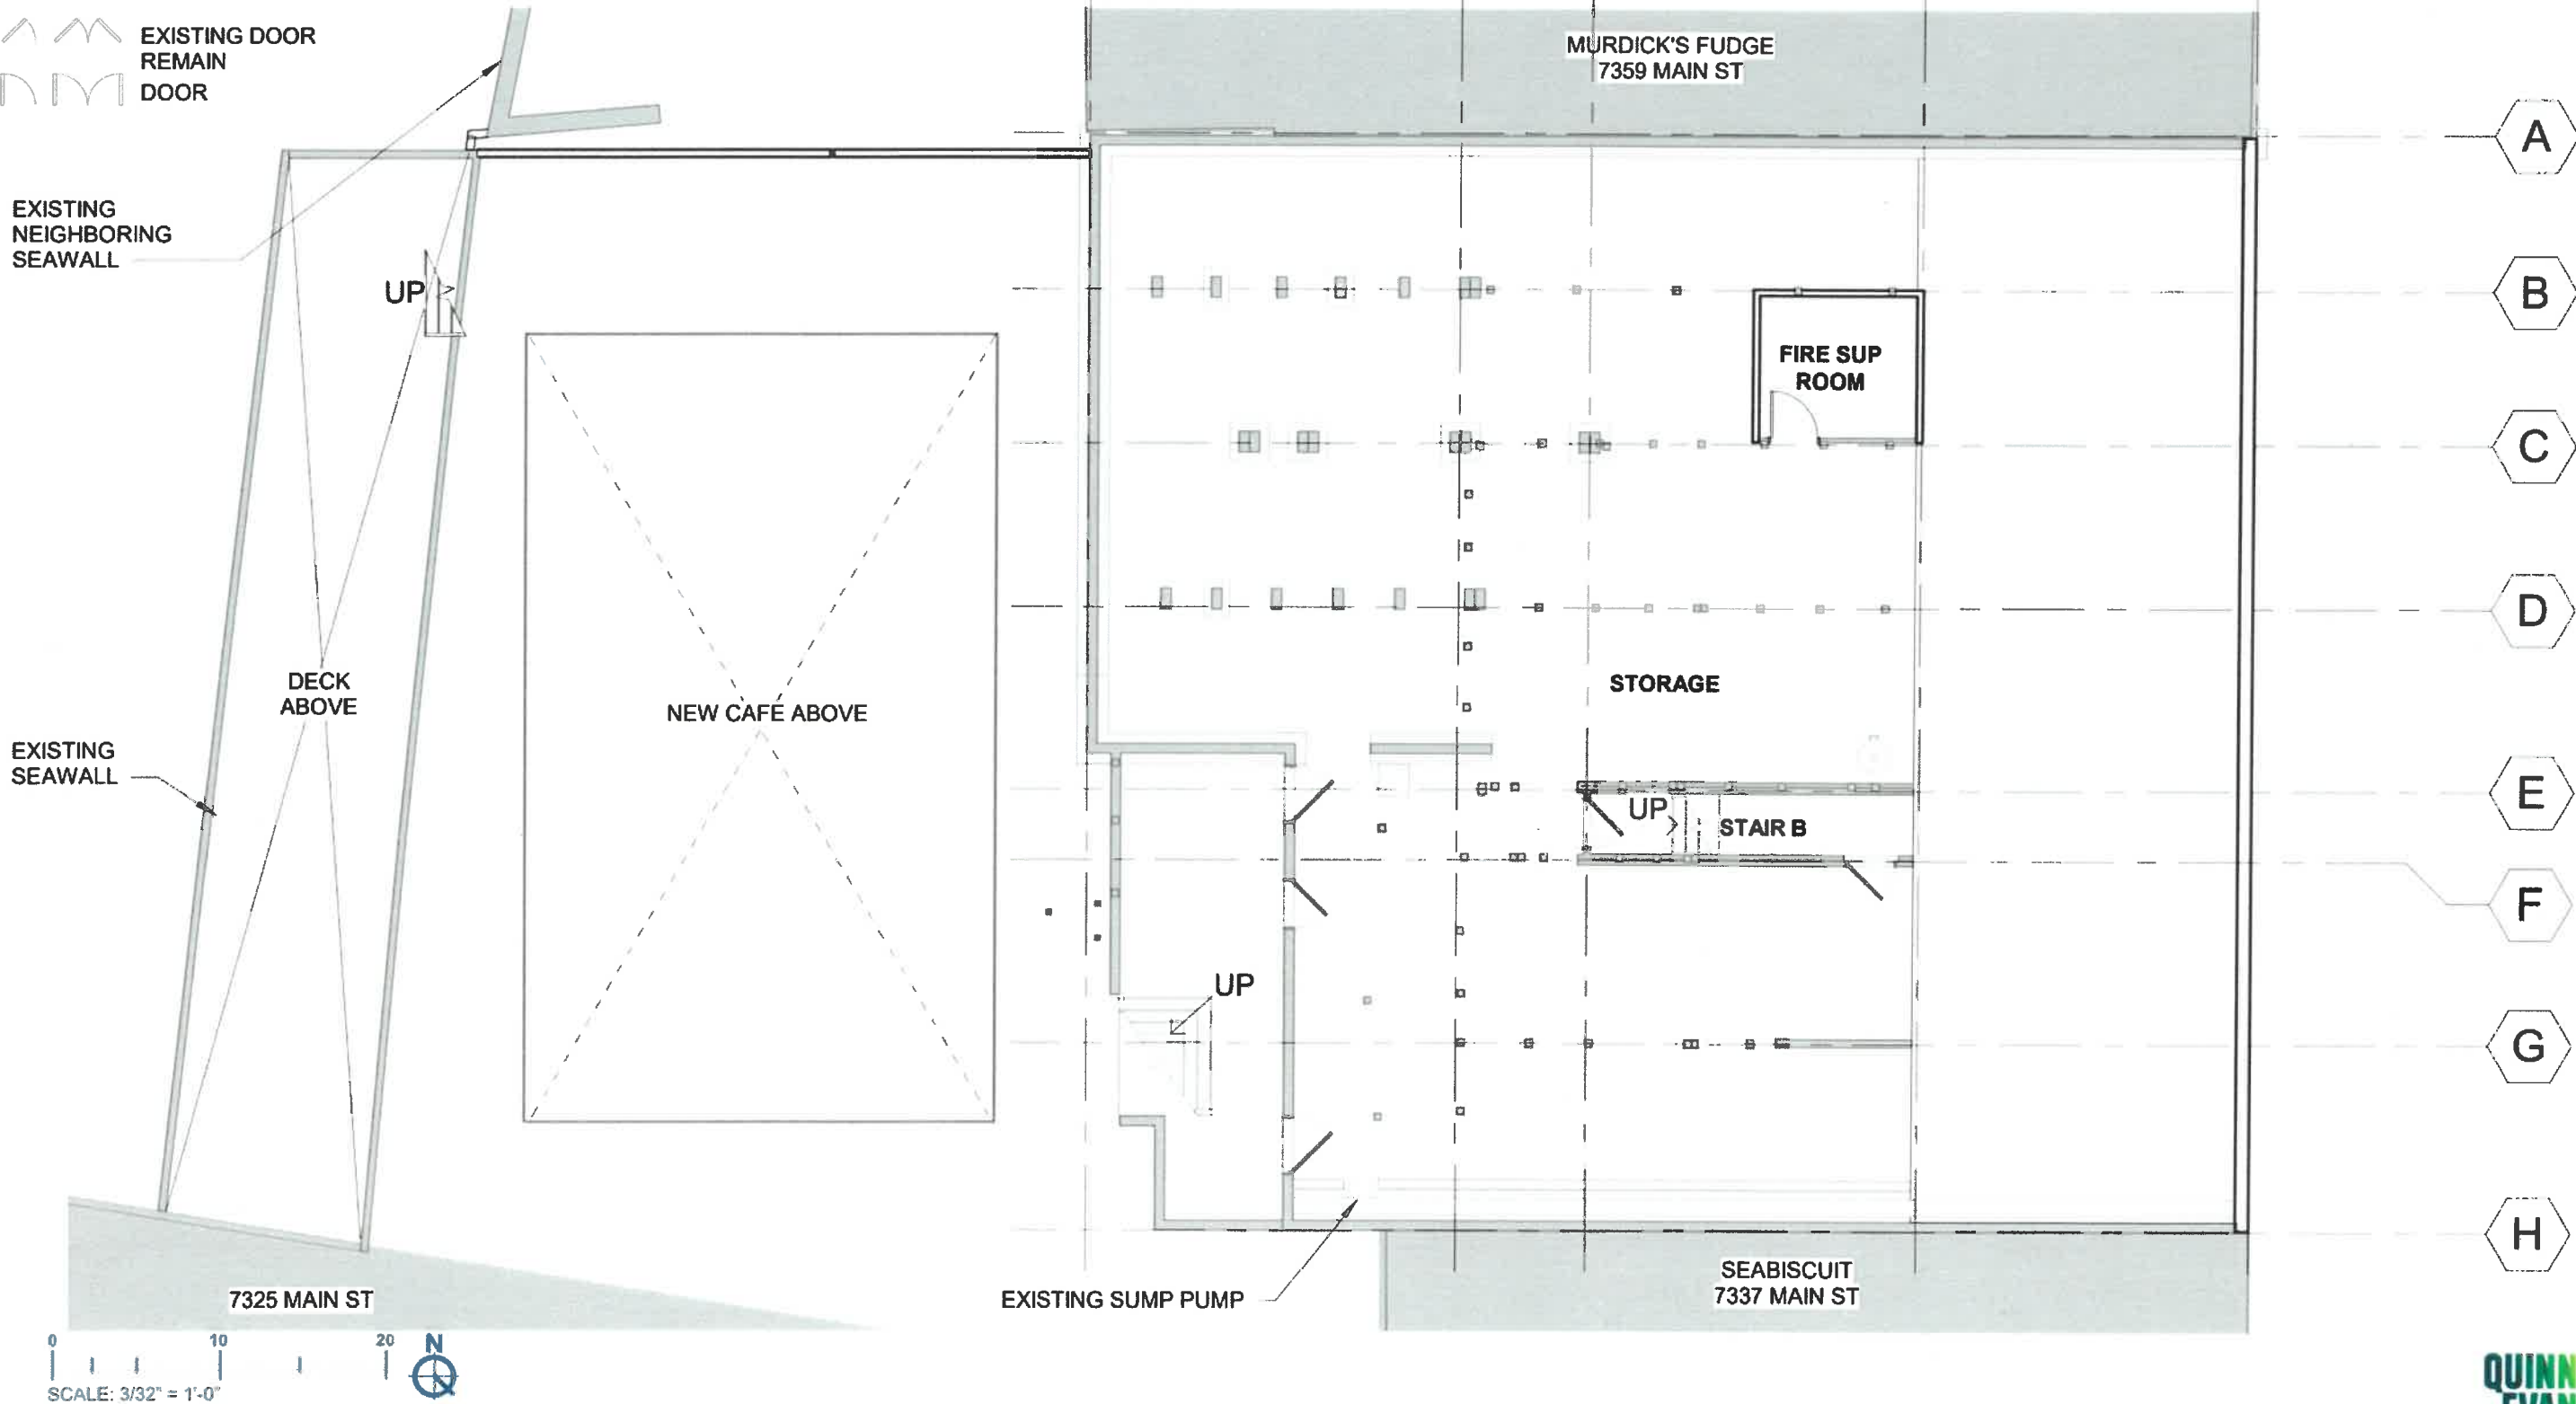 EXISTING DOOR
REMAIN
DOOR
MURDICK'S FUDGE
7359 MAIN ST
A
EXISTING
NEIGHBORING
SEAWALL
UP
B
FIRE SUP
ROOM
C
D
DECK
ABOVE
NEW CAFÉ ABOVE
STORAGE
EXISTING
SEAWALL
E
UP
STAIR B
F
UP
G
H
7325 MAIN ST
EXISTING SUMP PUMP
SEABISCUIT
7337 MAIN ST
0 10 20 N
SCALE: 3/32" = 1'-0"
QUINN
EVAN